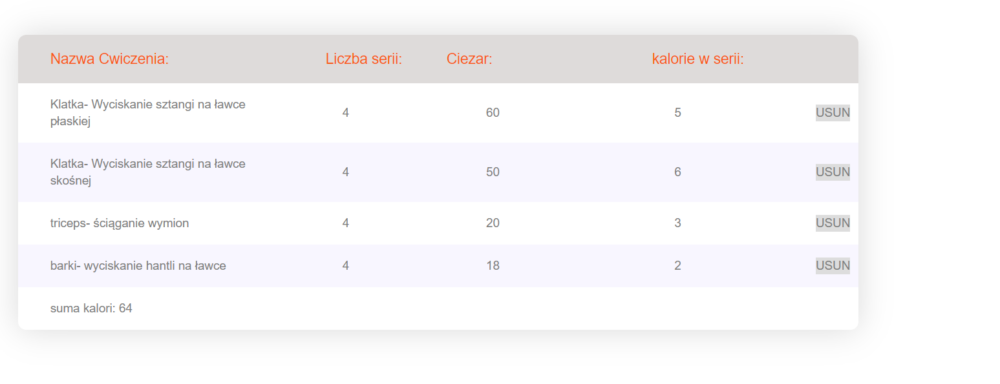 Nazwa Cwiczenia: Liczba serii: Ciezar: kalorie w serii:
Klatka- Wyciskanie sztangi na ławce
płaskiej 4 60 5 USUN
Klatka- Wyciskanie sztangi na ławce
skośnej 4 50 6 USUN
triceps- ściąganie wymion 4 20 3 USUN
barki- wyciskanie hantli na ławce 4 18 2 USUN
suma kalori: 64